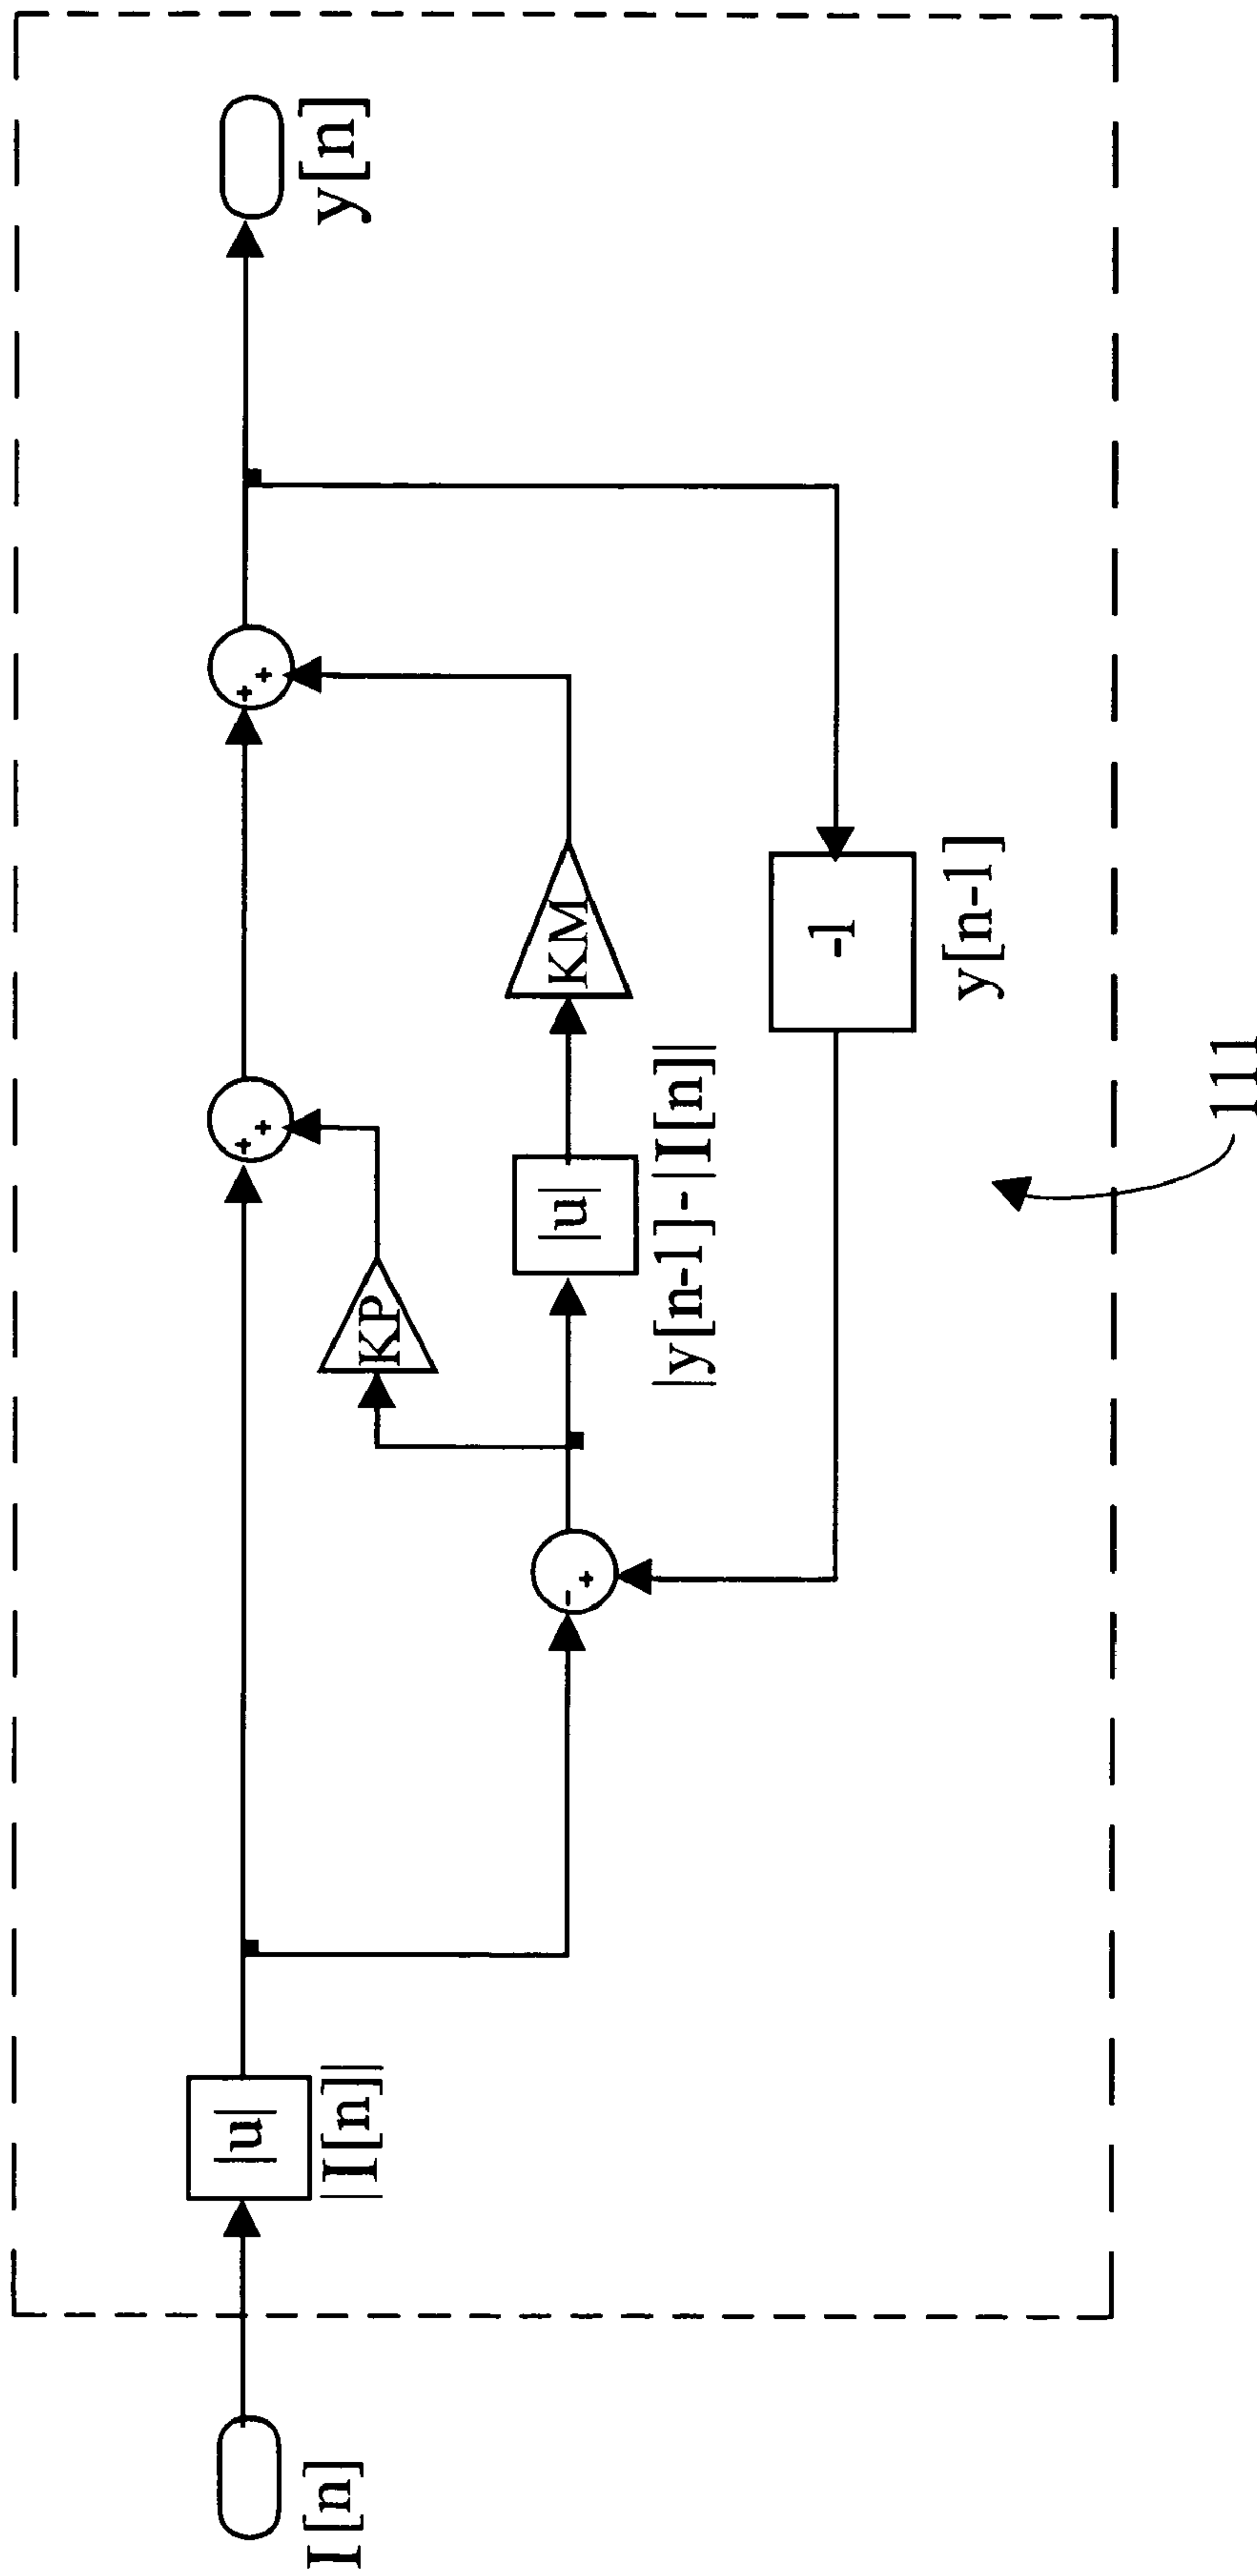 I[n]
|u|
|I[n]|
- +
KP
|u|
|y[n-1]-|I[n]|
+ +
KM
-1
y[n-1]
+ +
y[n]
111